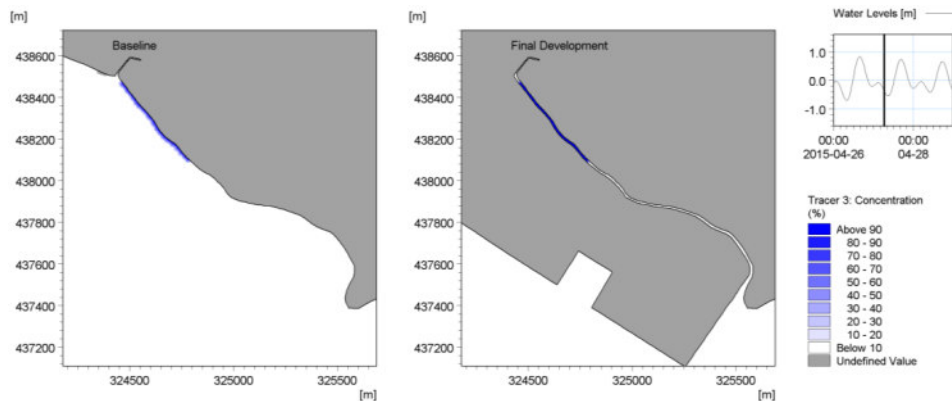 [m]
Baseline
438600
438400
438200
438000
437800
437600
437400
437200
324500
325000
325500
[m]
[m]
Final Development
438600
438400
438200
438000
437800
437600
437400
437200
324500
325000
325500
[m]
Water Levels [m]
1.0
0.0
-1.0
00:00
00:00
2015-04-26
04-28
Tracer 3: Concentration
(%)
Above 90
80 - 90
70 - 80
60 - 70
50 - 60
40 - 50
30 - 40
20 - 30
10 - 20
Below 10
Undefined Value